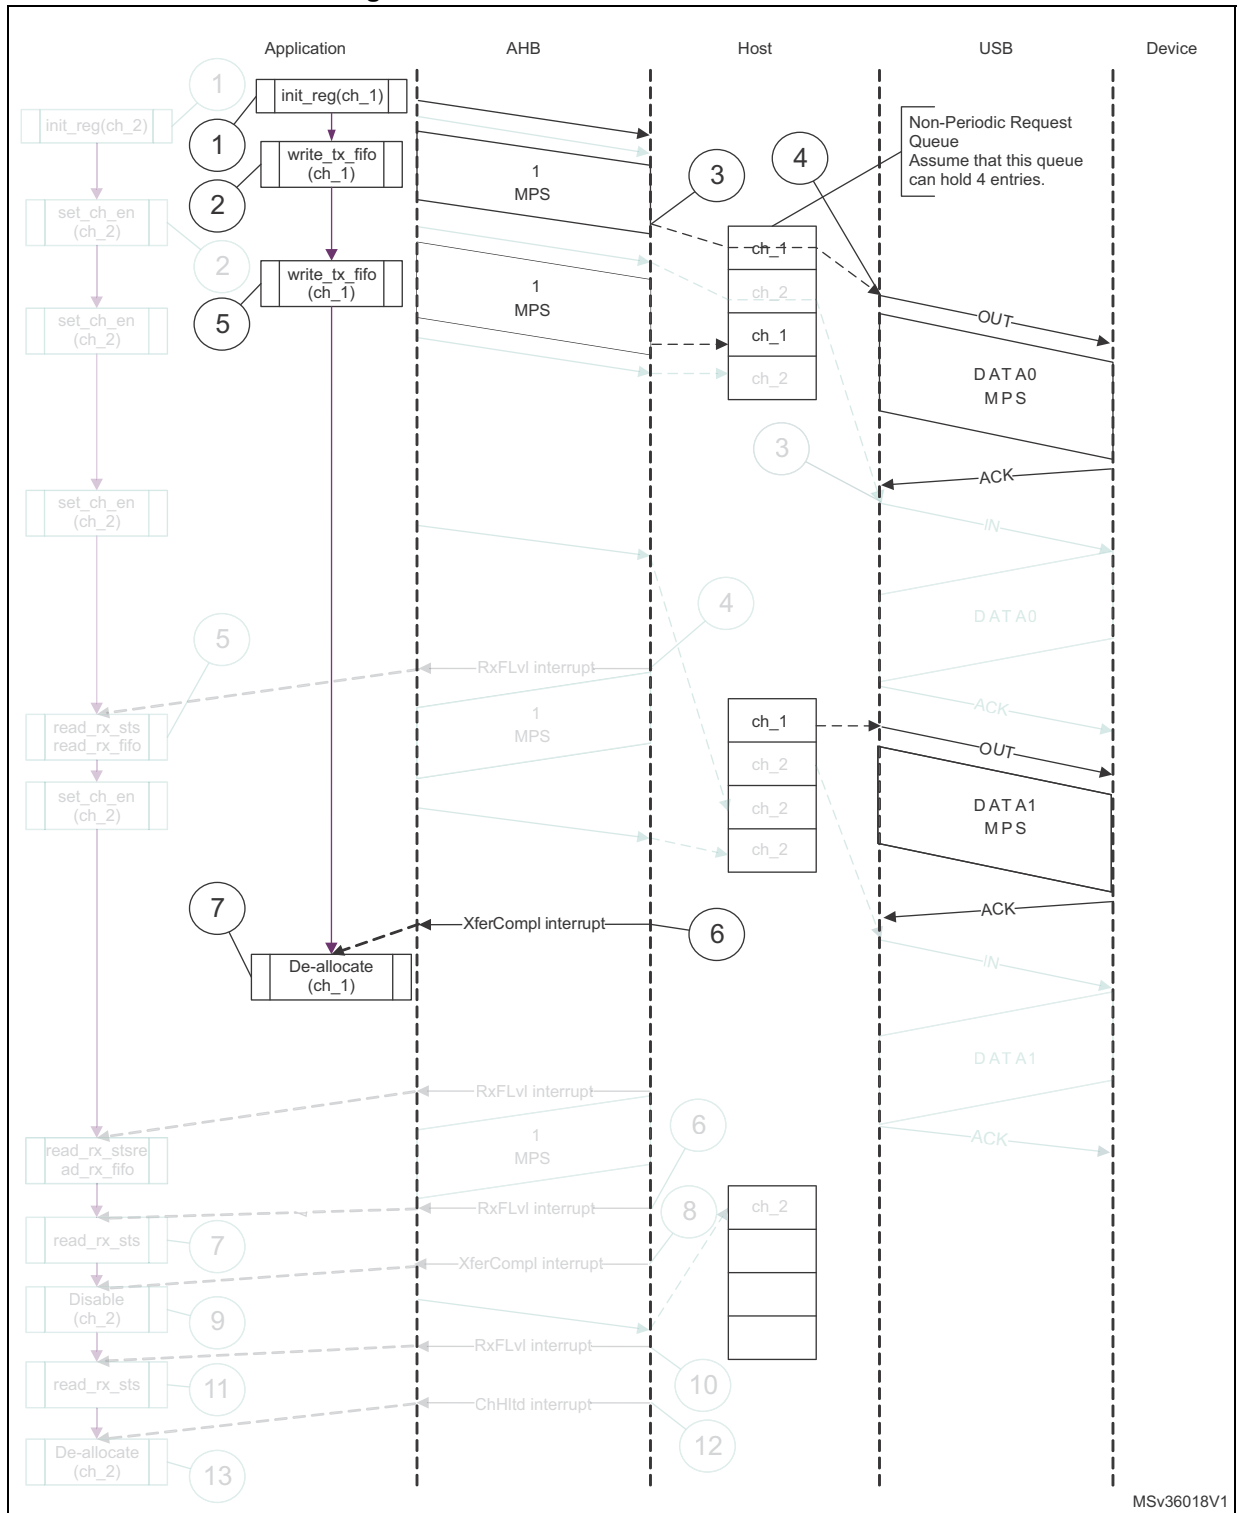 Application
AHB
Host
USB
Device
1
init_reg(ch_1)
init_reg(ch_2)
1
Non-Periodic Request
Queue
Assume that this queue
can hold 4 entries.
write_tx_fifo
(ch_1)
2
1
MPS
3
4
set_ch_en
(ch_2)
2
ch_1
write_tx_fifo
(ch_1)
5
1
MPS
ch_2
set_ch_en
(ch_2)
ch_1
OUT
ch_2
DATA0
MPS
3
ACK
set_ch_en
(ch_2)
IN
4
DATA0
5
RxFLvl interrupt
ACK
read_rx_sts
read_rx_fifo
1
MPS
ch_1
OUT
ch_2
set_ch_en
(ch_2)
ch_2
DATA1
MPS
ch_2
7
XferCompl interrupt
6
ACK
De-allocate
(ch_1)
IN
DATA1
RxFLvl interrupt
6
read_rx_stsre
ad_rx_fifo
1
MPS
ACK
RxFLvl interrupt
8
ch_2
read_rx_sts
7
XferCompl interrupt
Disable
(ch_2)
9
RxFLvl interrupt
read_rx_sts
11
10
ChHltd interrupt
12
De-allocate
(ch_2)
13
MSv36018V1